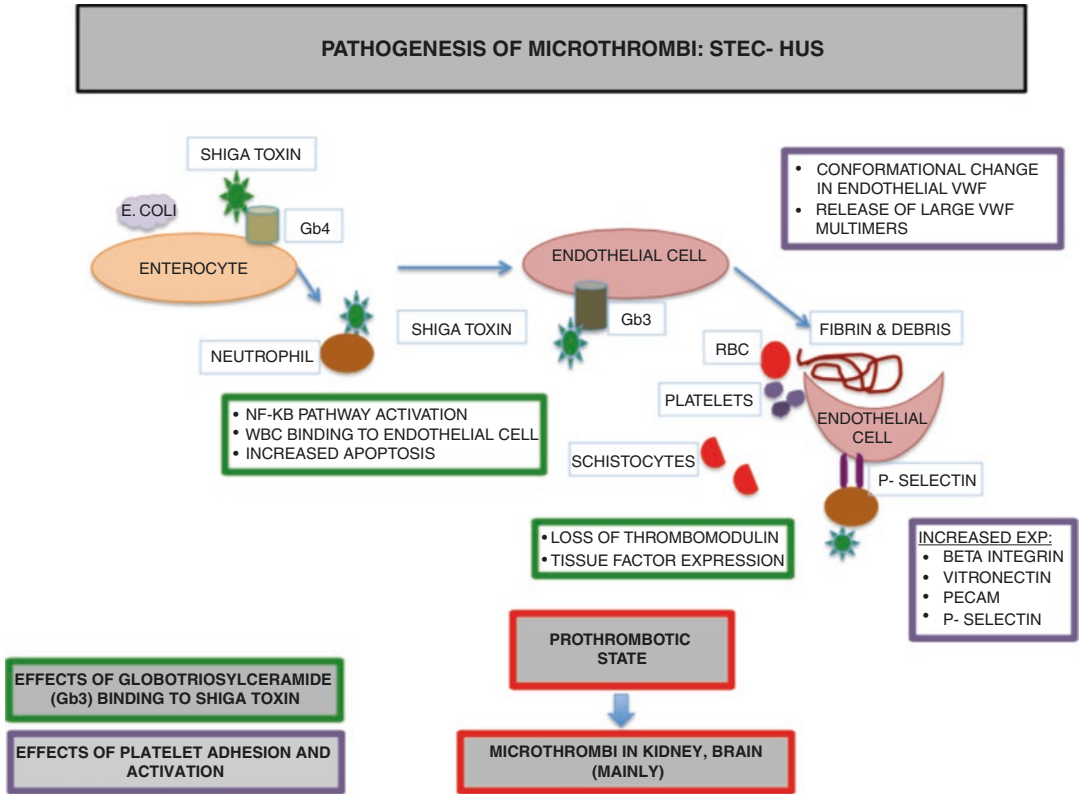 PATHOGENESIS OF MICROTHROMBI: STEC- HUS
SHIGA TOXIN
E. COLI
Gb4
ENTEROCYTE
NEUTROPHIL
SHIGA TOXIN
ENDOTHELIAL CELL
Gb3
• CONFORMATIONAL CHANGE
IN ENDOTHELIAL VWF
• RELEASE OF LARGE VWF
MULTIMERS
FIBRIN & DEBRIS
RBC
PLATELETS
ENDOTHELIAL
CELL
SCHISTOCYTES
P- SELECTIN
• NF-KB PATHWAY ACTIVATION
• WBC BINDING TO ENDOTHELIAL CELL
• INCREASED APOPTOSIS
• LOSS OF THROMBOMODULIN
• TISSUE FACTOR EXPRESSION
INCREASED EXP:
• BETA INTEGRIN
• VITRONECTIN
• PECAM
• P- SELECTIN
PROTHROMBOTIC
STATE
MICROTHROMBI IN KIDNEY, BRAIN
(MAINLY)
EFFECTS OF GLOBOTRIOSYLCERAMIDE
(Gb3) BINDING TO SHIGA TOXIN
EFFECTS OF PLATELET ADHESION AND
ACTIVATION